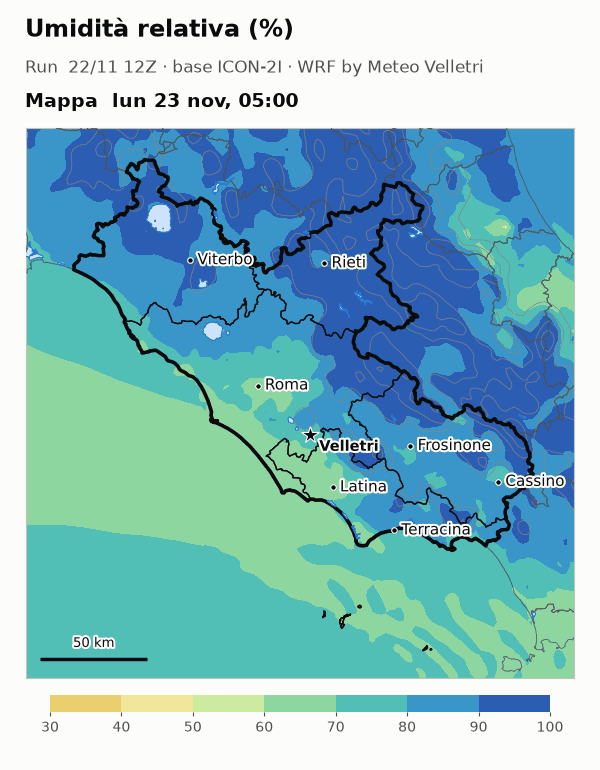 Umidità relativa (%)
Run  22/11 12Z · base ICON-2I · WRF by Meteo Velletri
Mappa  lun 23 nov, 05:00
Viterbo
Rieti
Roma
Velletri
Frosinone
Cassino
Latina
Terracina
50 km
30 40 50 60 70 80 90 100